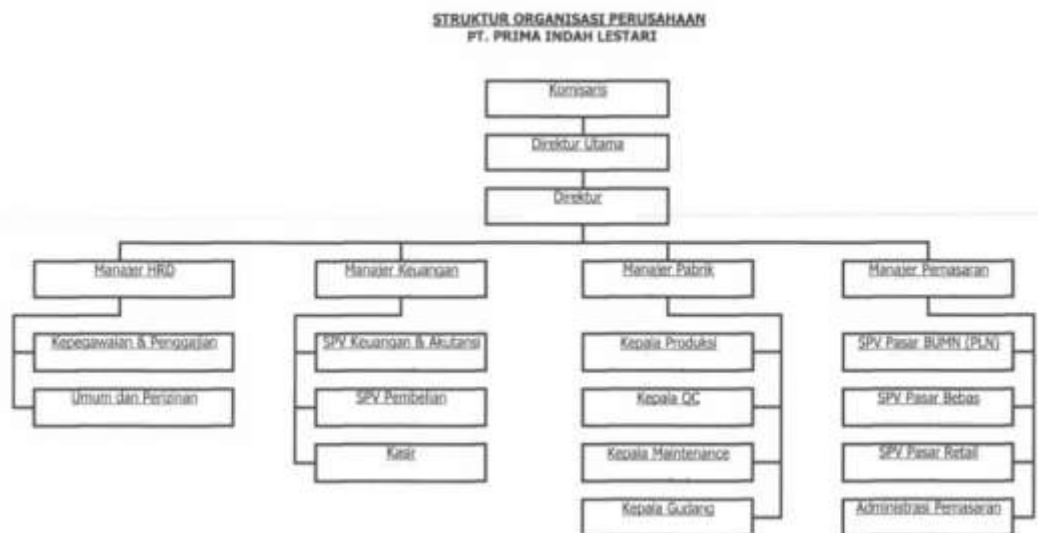 STRUKTUR ORGANISASI PERUSAHAAN
PT. PRIMA INDAH LESTARI
Komisaris
Direktur Utama
Direktur
Manajer HRD
Manajer Keuangan
Manajer Pabrik
Manajer Pemasaran
Kepegawaian & Penggajian
SPV Keuangan & Akutansi
Kepala Produksi
SPV Pasar BUMN (PLN)
Umum dan Perizinan
SPV Pembelian
Kepala QC
SPV Pasar Bebas
Kasir
Kepala Maintenance
SPV Pasar Retail
Kepala Gudang
Administrasi Pemasaran